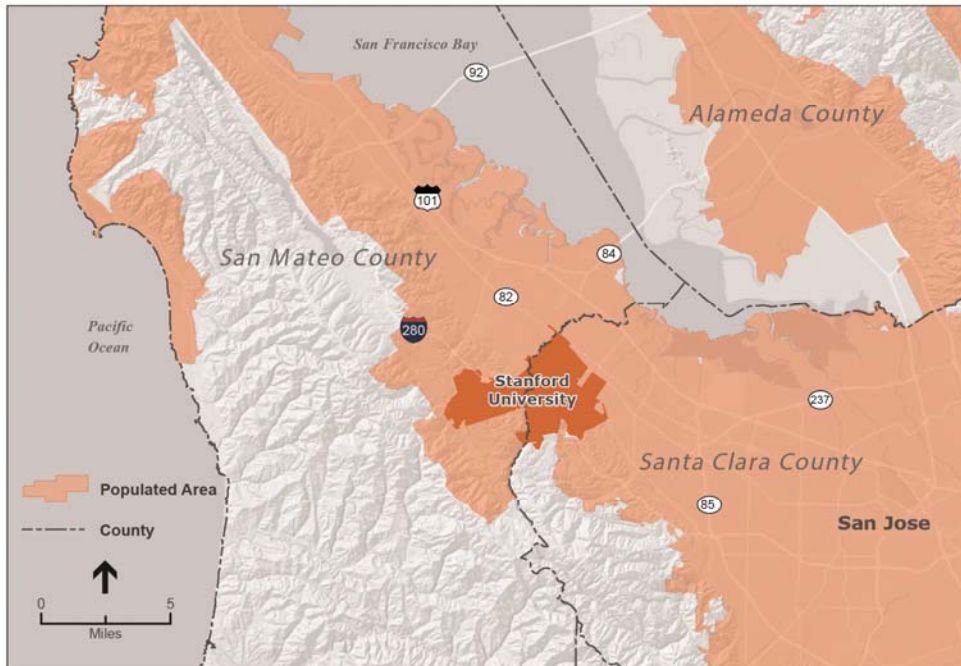 San Francisco Bay
92
Alameda County
101
San Mateo County
84
82
Pacific
Ocean
280
Stanford
University
237
Santa Clara County
Populated Area
85
San Jose
County
0
5
Miles